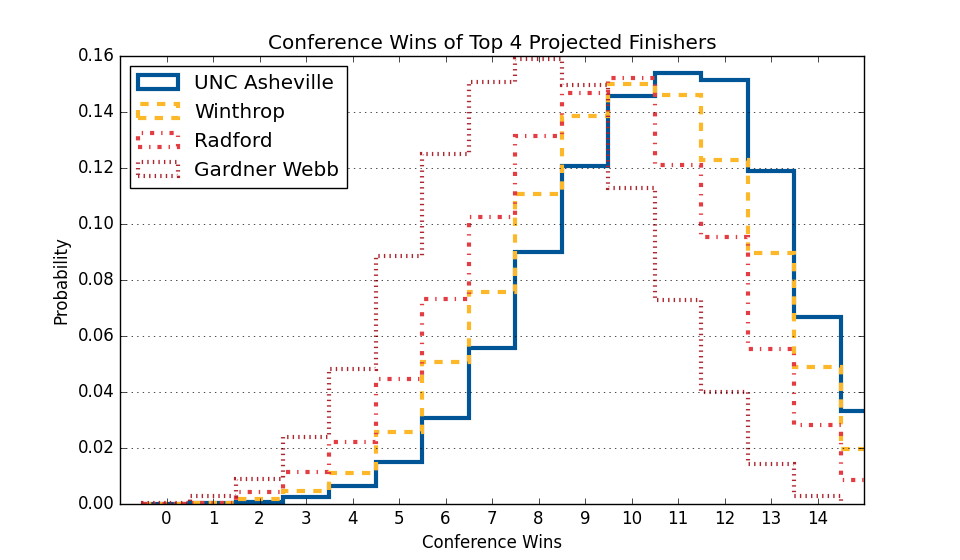 Conference Wins of Top 4 Projected Finishers
0.16
0.14
0.12
0.10
0.08
0.06
0.04
0.02
0.00
Probability
UNC Asheville
Winthrop
Radford
Gardner Webb
0 1 2 3 4 5 6 7 8 9 10 11 12 13 14
Conference Wins